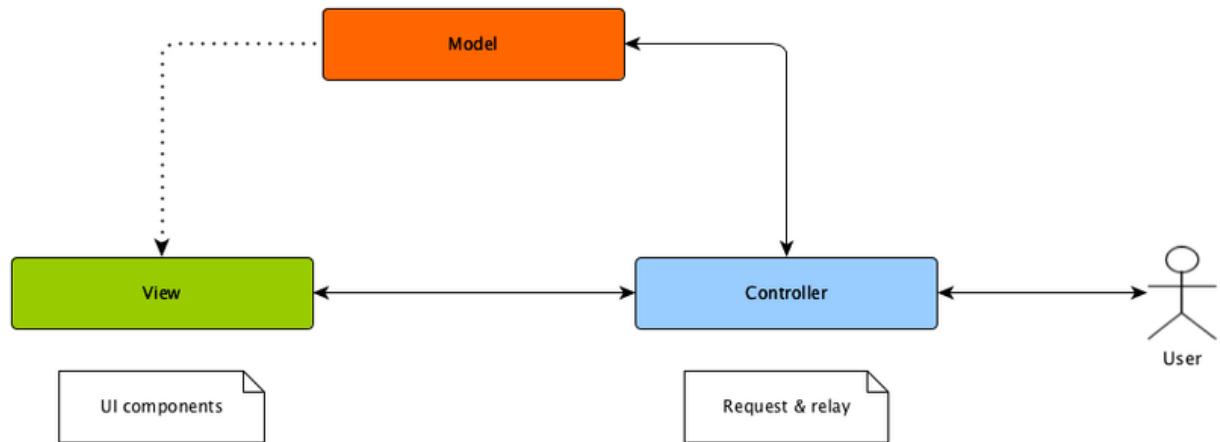 Model
View
Controller
User
UI components
Request & relay